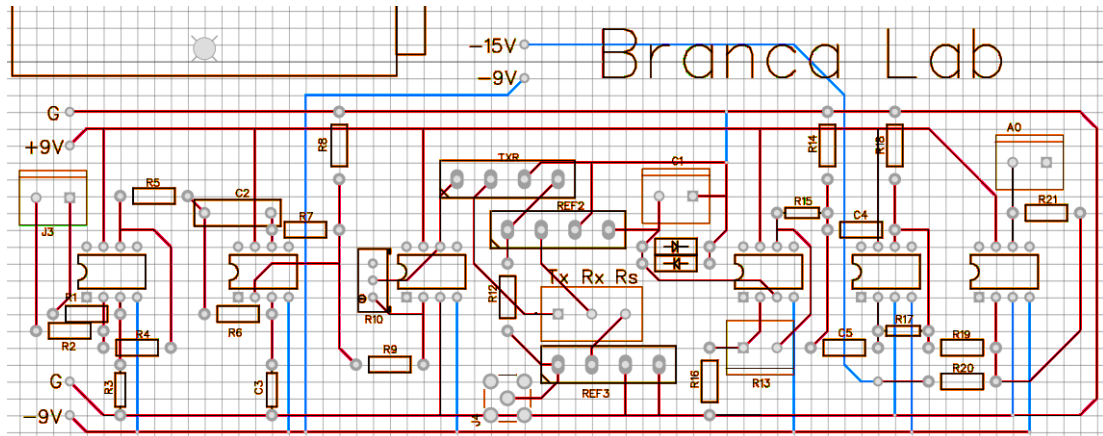 -15V
Branca Lab
-9V
G
+9V
R8
R14
R18
A0
TXR
C1
R5
C2
R7
REF2
R15
C4
R21
J3
Tx Rx Rs
R12
R1
R2
R4
R6
R10
R9
R17
C5
R19
R13
R20
R16
G
R3
C3
REF3
-9V